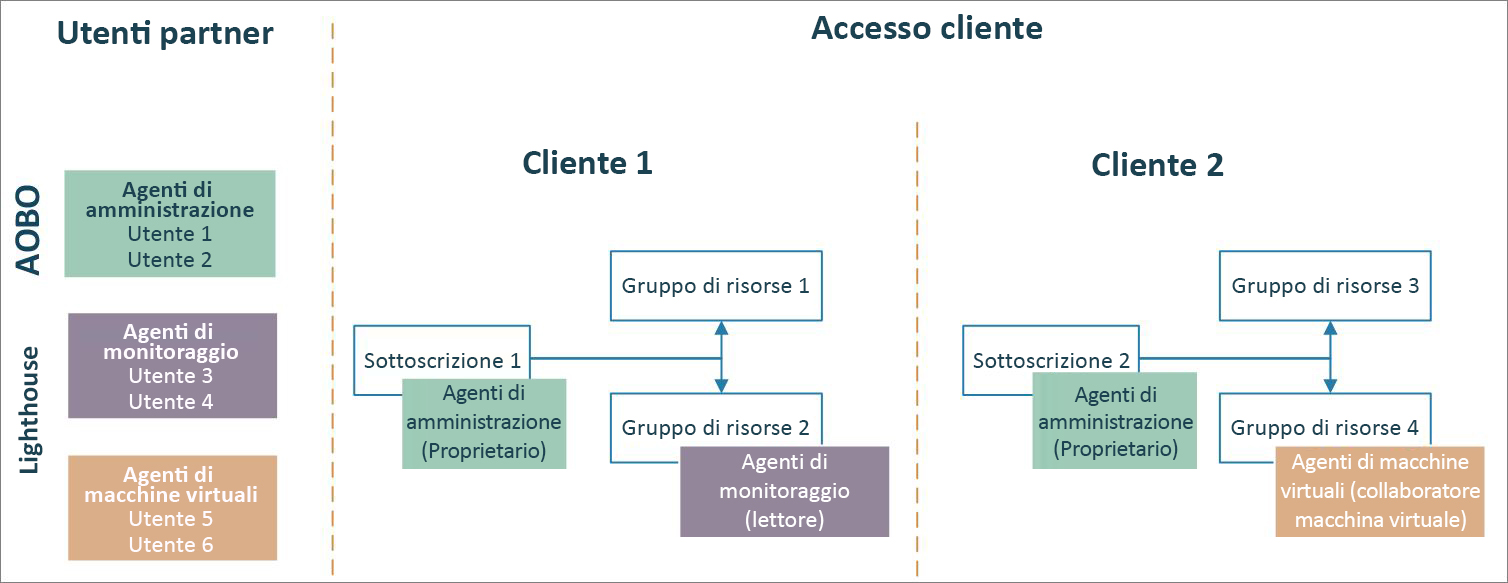 Utenti partner
Accesso cliente
AOBO
Agenti di
amministrazione
Utente 1
Utente 2
Lighthouse
Agenti di
monitoraggio
Utente 3
Utente 4
Agenti di
macchine virtuali
Utente 5
Utente 6
Cliente 1
Gruppo di risorse 1
Sottoscrizione 1
Agenti di
amministrazione
(Proprietario)
Gruppo di risorse 2
Agenti di
monitoraggio
(lettore)
Cliente 2
Gruppo di risorse 3
Sottoscrizione 2
Agenti di
amministrazione
(Proprietario)
Gruppo di risorse 4
Agenti di macchine
virtuali (collaboratore
macchina virtuale)